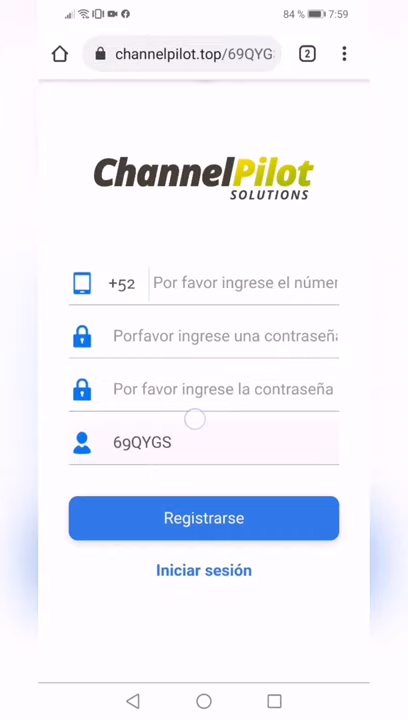 84 % 7:59
channelpilot.top/69QYG
2
ChannelPilot
SOLUTIONS
+52 Por favor ingrese el númer
Porfavor ingrese una contraseña
Por favor ingrese la contraseña
69QYGS
Registrarse
Iniciar sesión